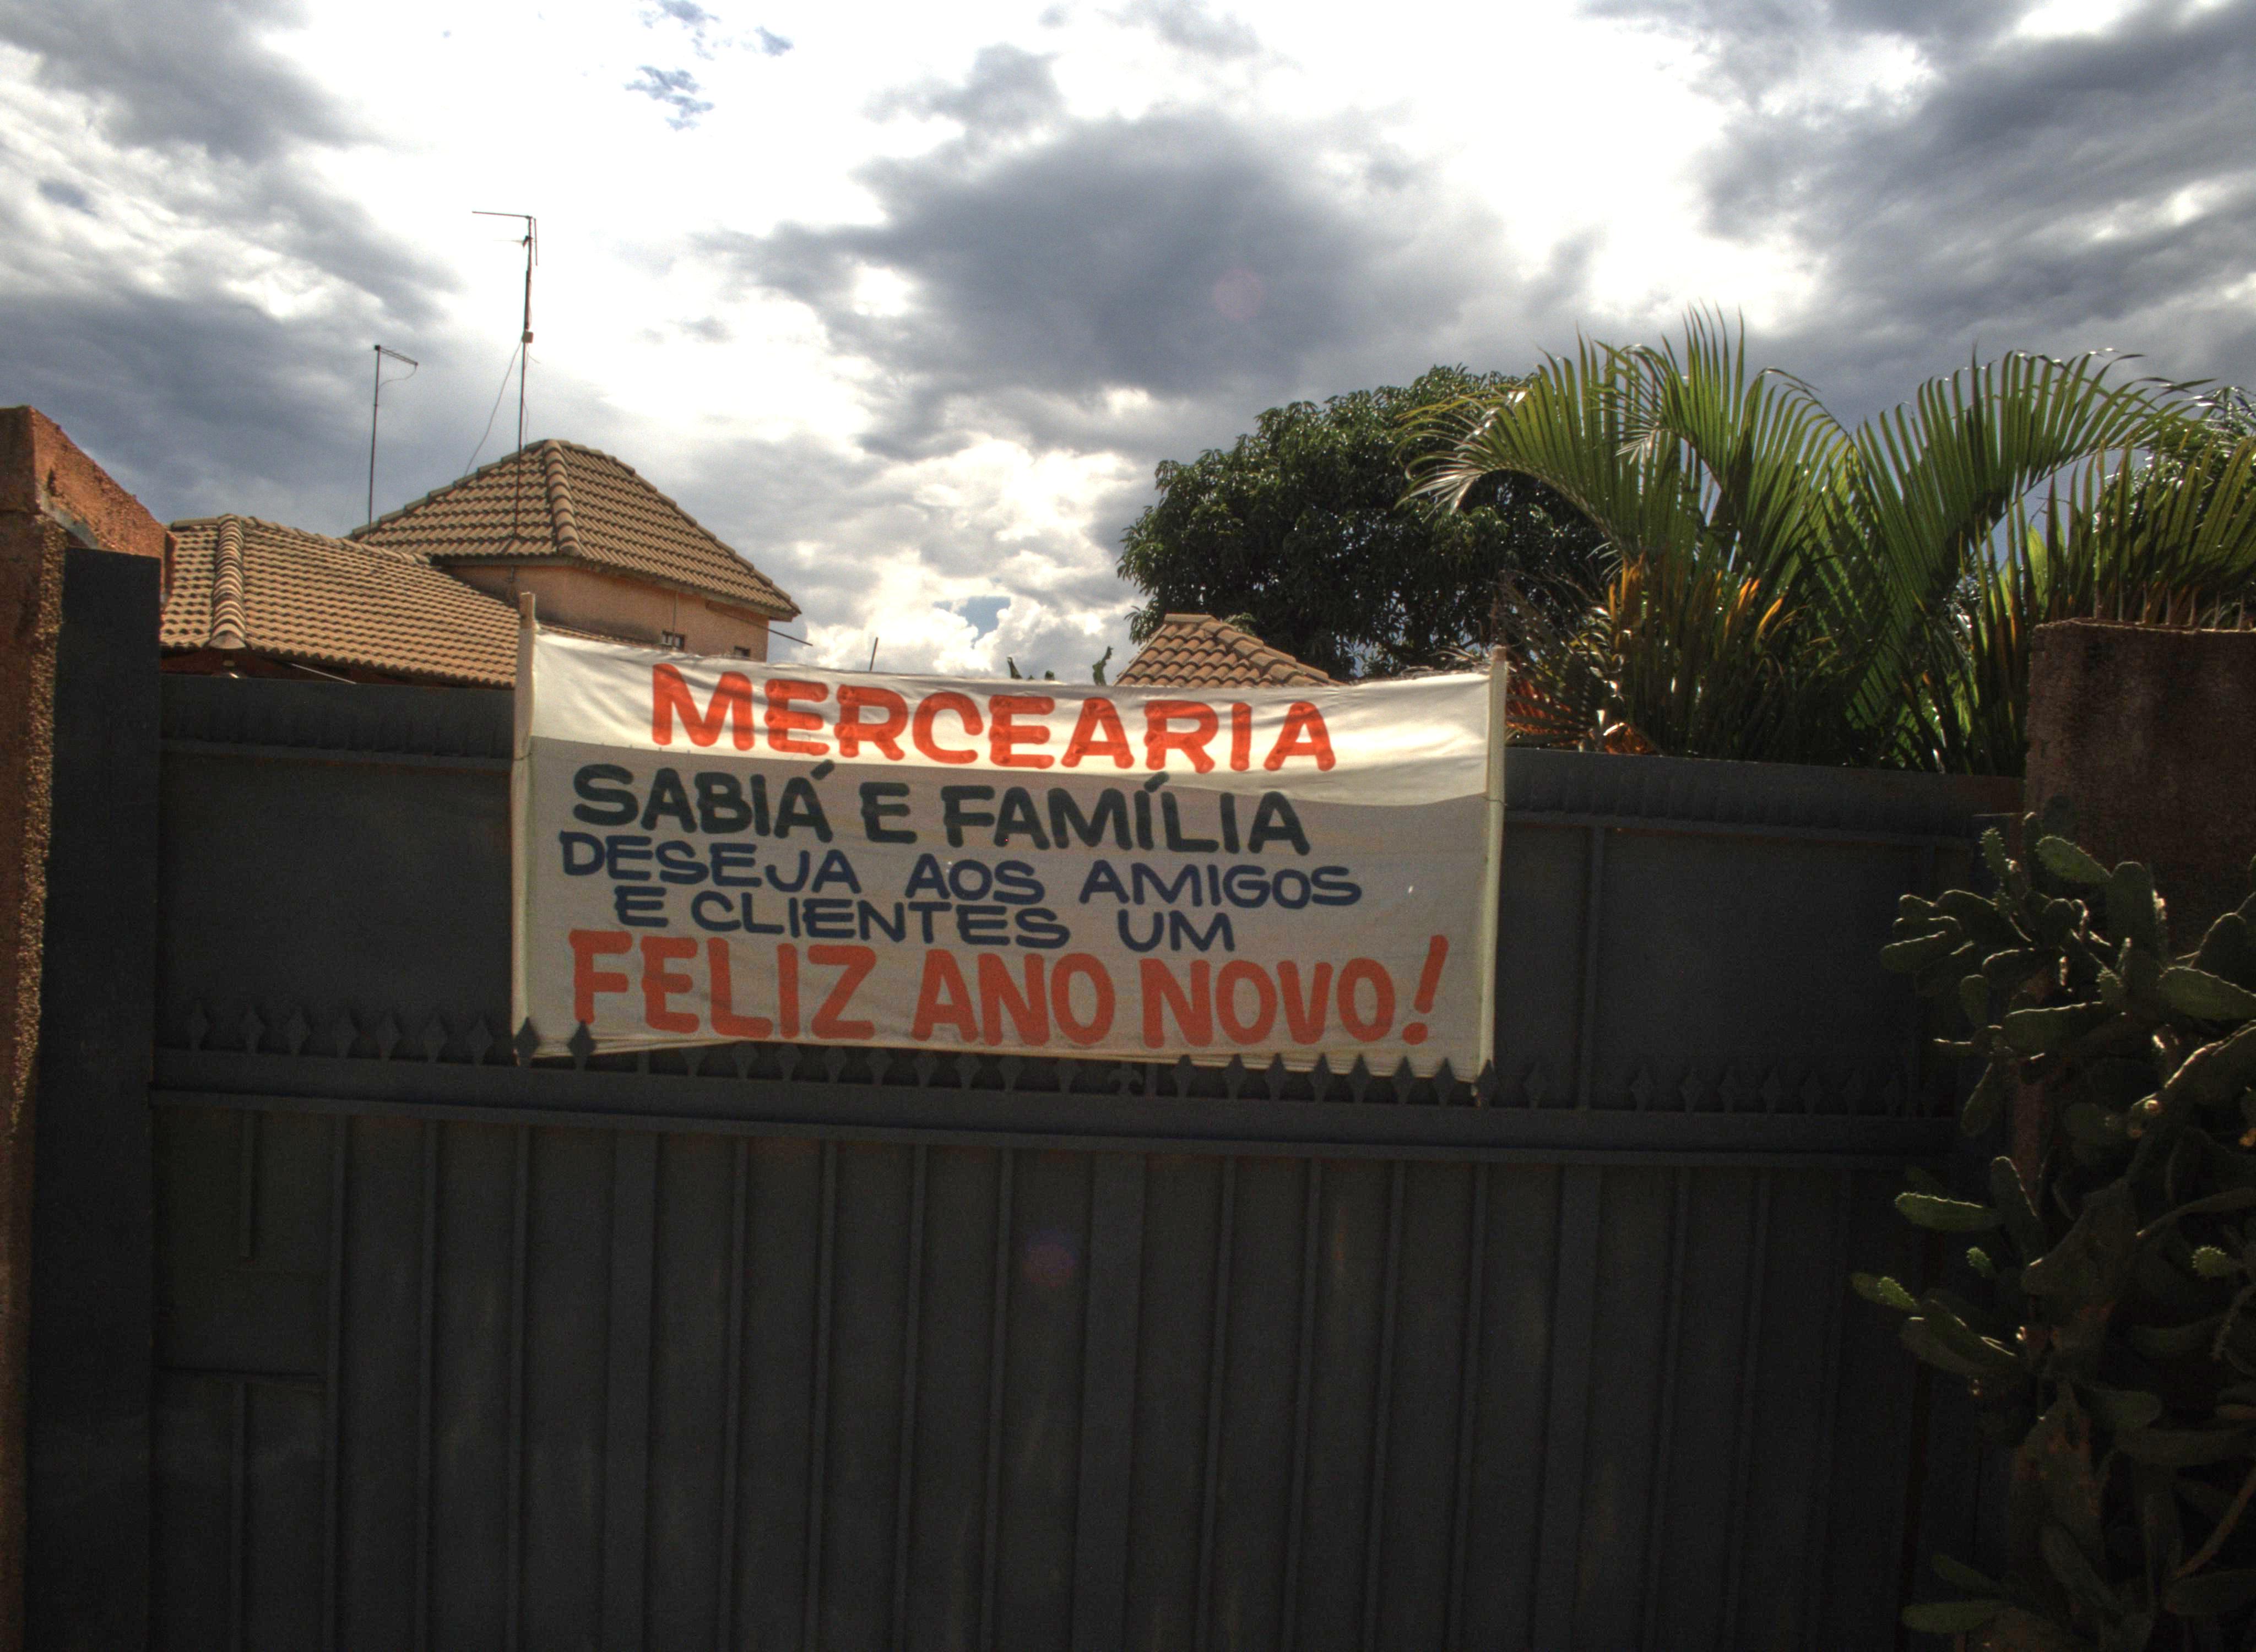 MERCEARIA
SABIÁ E FAMÍLIA
DESEJA AOS AMIGOS
E CLIENTES UM
FELIZ ANO NOVO!